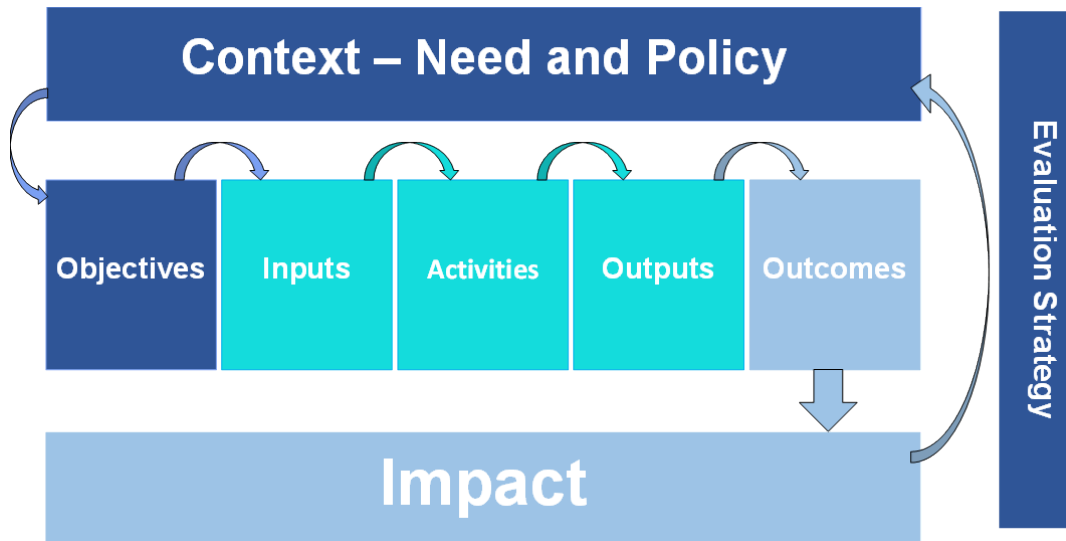 Context – Need and Policy
Objectives
Inputs
Activities
Outputs
Outcomes
Impact
Evaluation Strategy